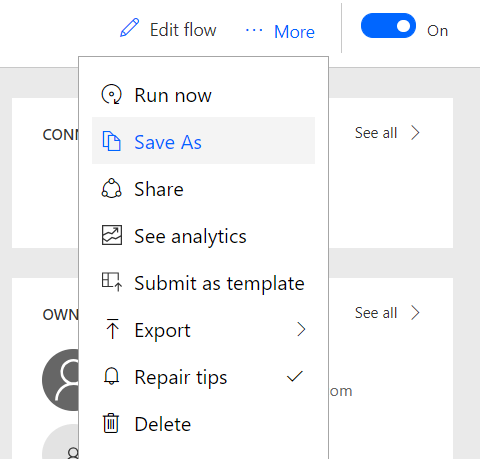 Edit flow
··· More
On
Run now
CONN
See all
Save As
Share
See analytics
Submit as template
OWN
See all
Export
Repair tips
om
Delete